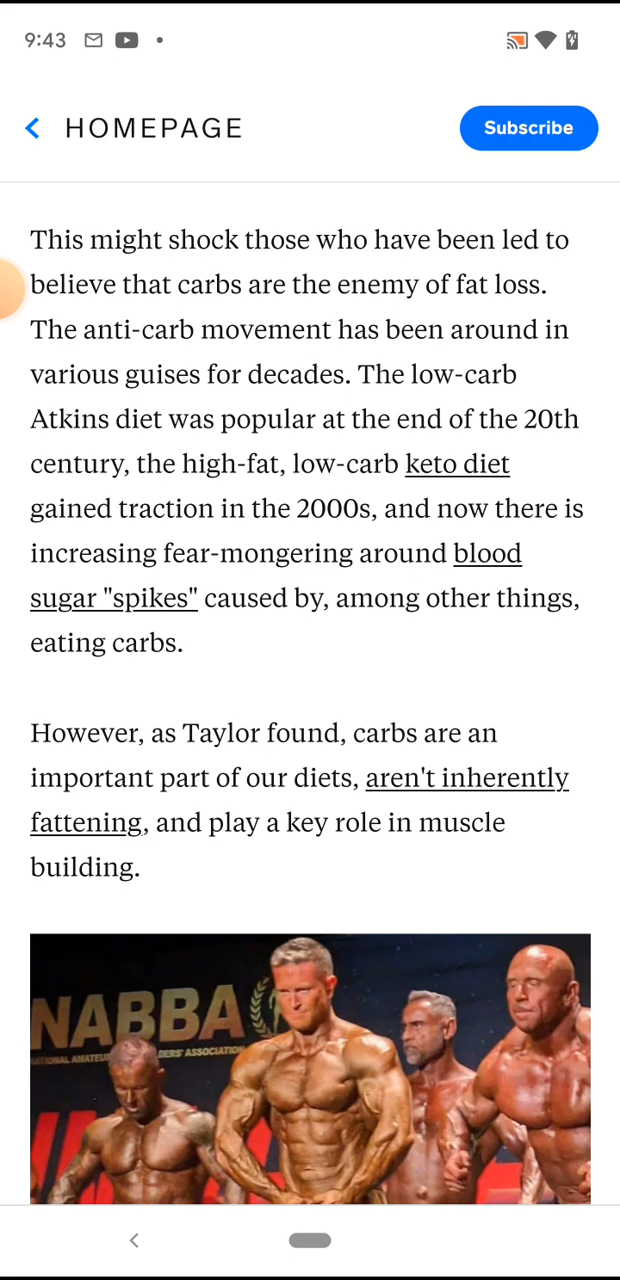 9:43
HOMEPAGE
Subscribe
This might shock those who have been led to
believe that carbs are the enemy of fat loss.
The anti-carb movement has been around in
various guises for decades. The low-carb
Atkins diet was popular at the end of the 20th
century, the high-fat, low-carb keto diet
gained traction in the 2000s, and now there is
increasing fear-mongering around blood
sugar "spikes" caused by, among other things,
eating carbs.
However, as Taylor found, carbs are an
important part of our diets, aren't inherently
fattening, and play a key role in muscle
building.
NABBA
NATIONAL AMATEU DERS' ASSOCIATION